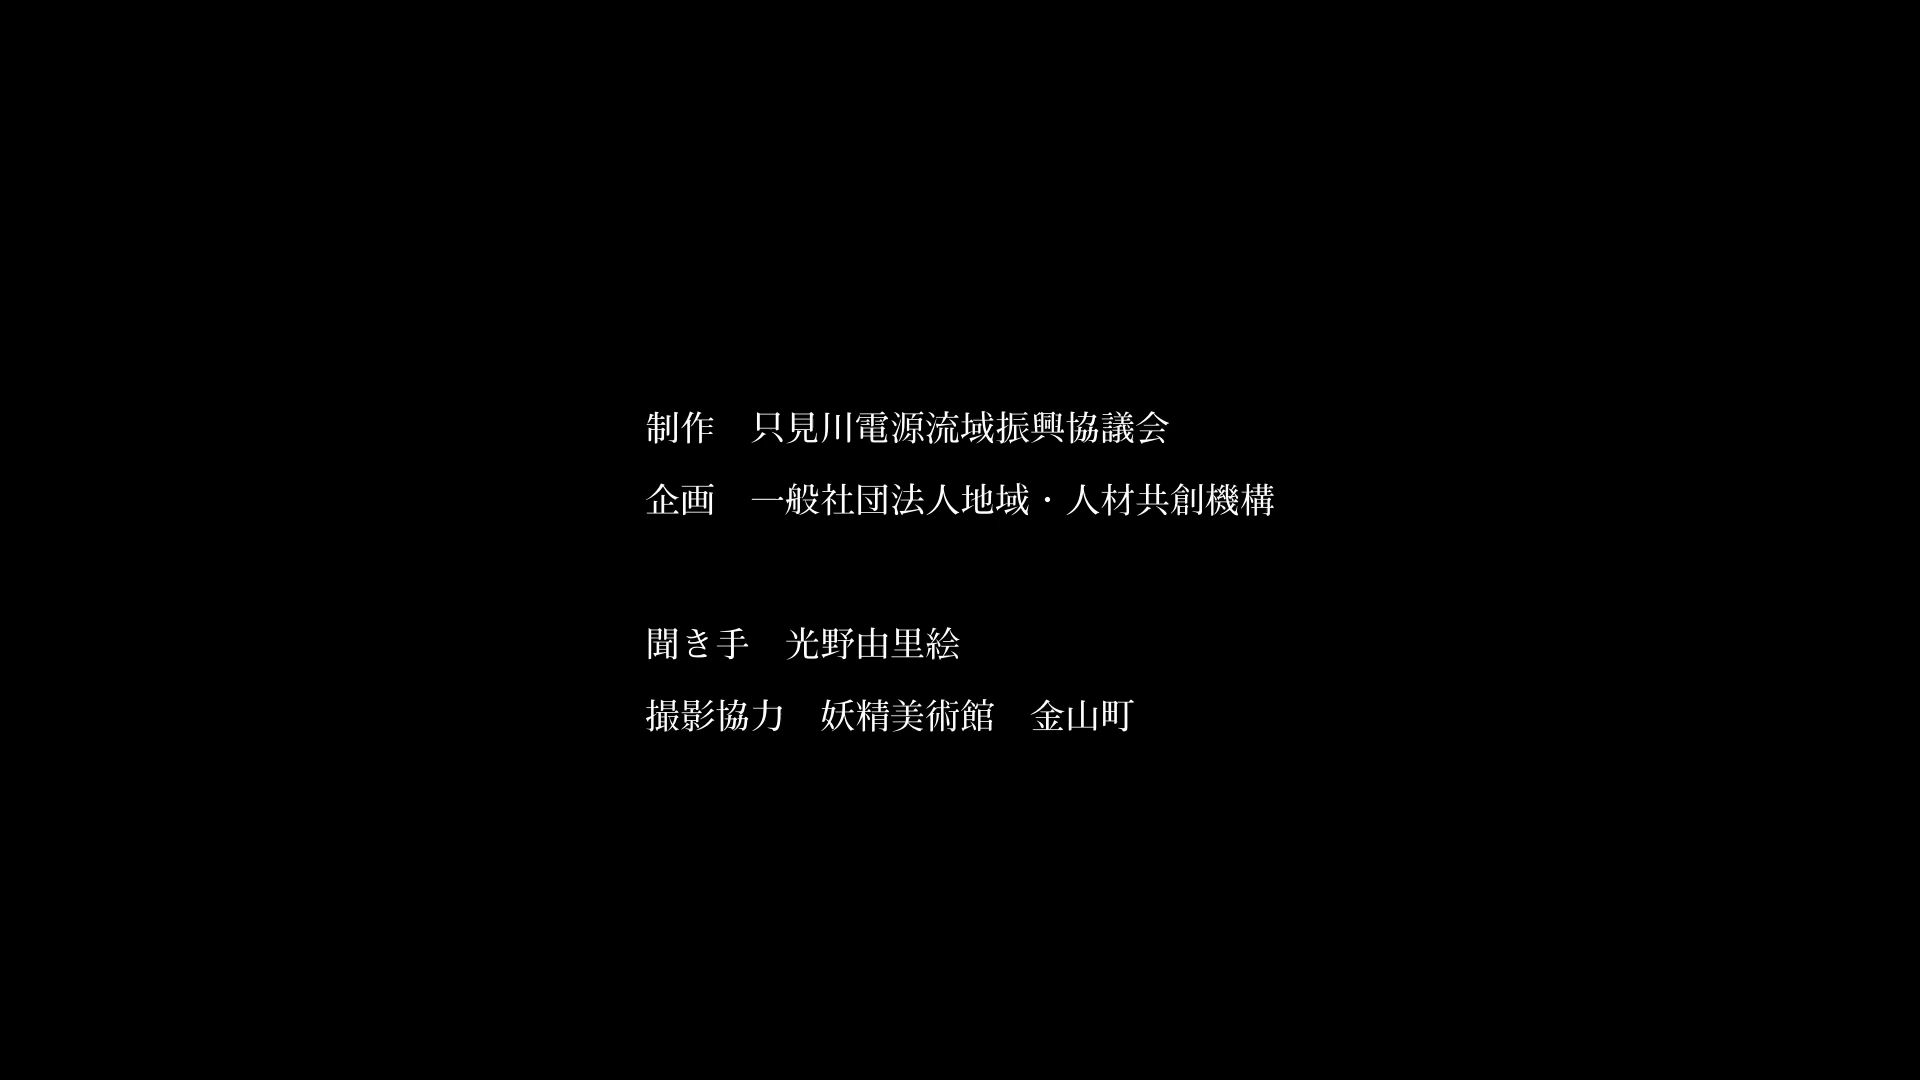 制作　只見川電源流域振興協議会
企画　一般社団法人地域・人材共創機構
聞き手　光野由里絵
撮影協力　妖精美術館　金山町